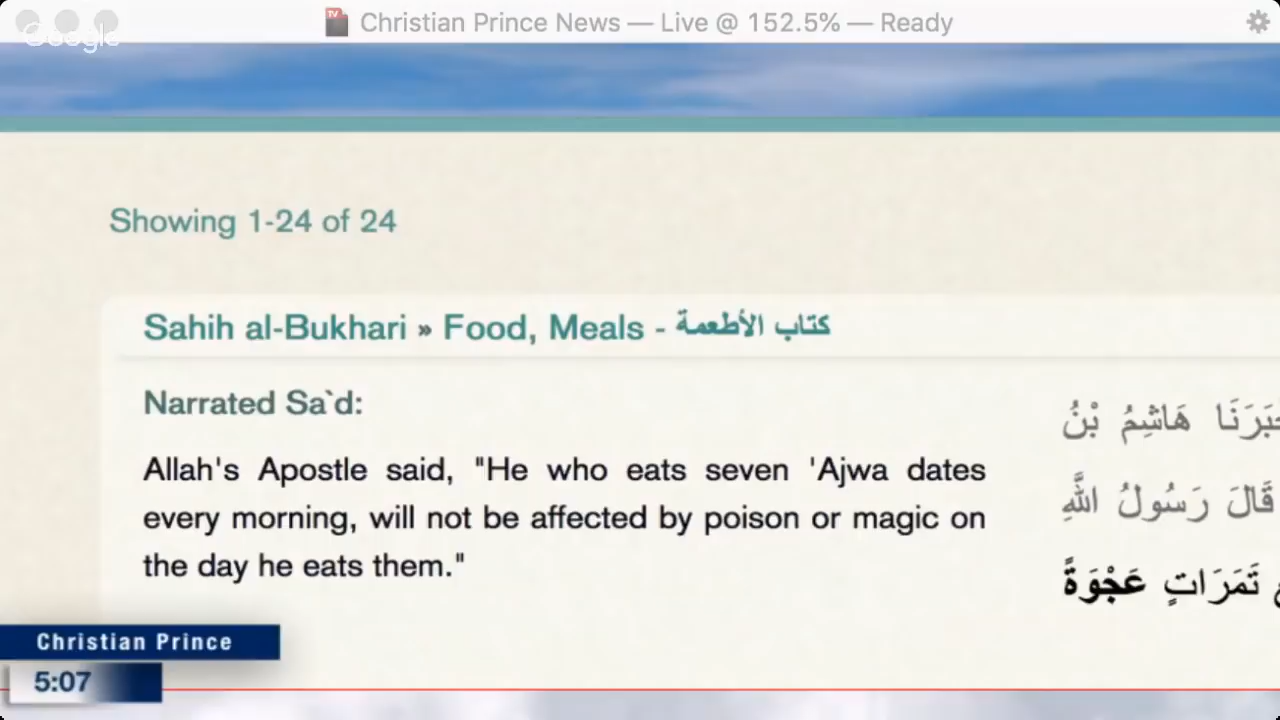 Christian Prince News — Live @ 152.5% — Ready
Google
Showing 1-24 of 24
Sahih al-Bukhari » Food, Meals - كتاب الأطعمة
Narrated Sa`d:
Allah's Apostle said, "He who eats seven 'Ajwa dates
every morning, will not be affected by poison or magic on
the day he eats them."
هَاشِمُ بْنُ
قَالَ رَسُولُ اللَّهِ
تَمَرَاتٍ عَجْوَةً
Christian Prince
5:07